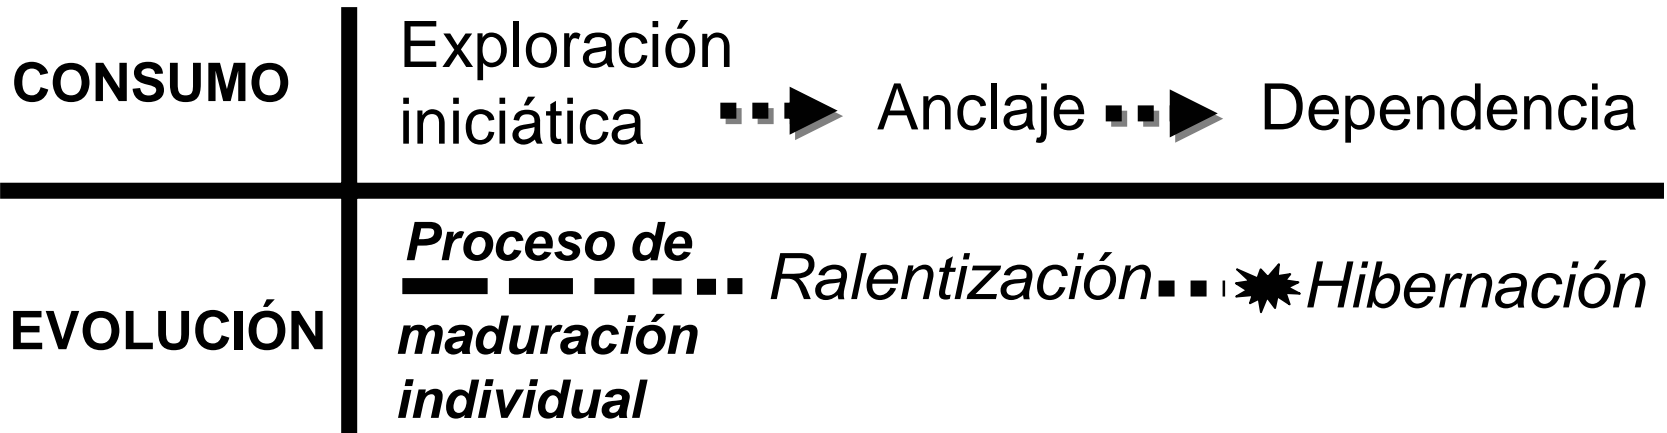 CONSUMO
Exploración
iniciática
Anclaje
Dependencia
EVOLUCIÓN
Proceso de
maduración
individual
Ralentización
Hibernación